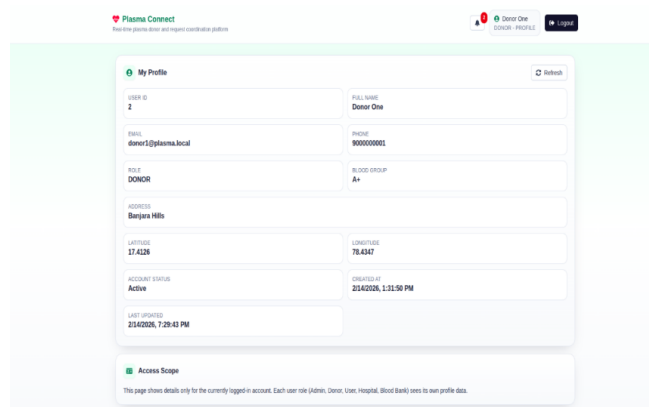 Plasma Connect
Real-time plasma donor and request coordination platform
1
Donor One
DONOR - PROFILE
Logout
My Profile
Refresh
USER ID
2
FULL NAME
Donor One
EMAIL
donor1@plasma.local
PHONE
9000000001
ROLE
DONOR
BLOOD GROUP
A+
ADDRESS
Banjara Hills
LATITUDE
17.4126
LONGITUDE
78.4347
ACCOUNT STATUS
Active
CREATED AT
2/14/2026, 1:31:50 PM
LAST UPDATED
2/14/2026, 7:29:43 PM
Access Scope
This page shows details only for the currently logged-in account. Each user role (Admin, Donor, User, Hospital, Blood Bank) sees its own profile data.